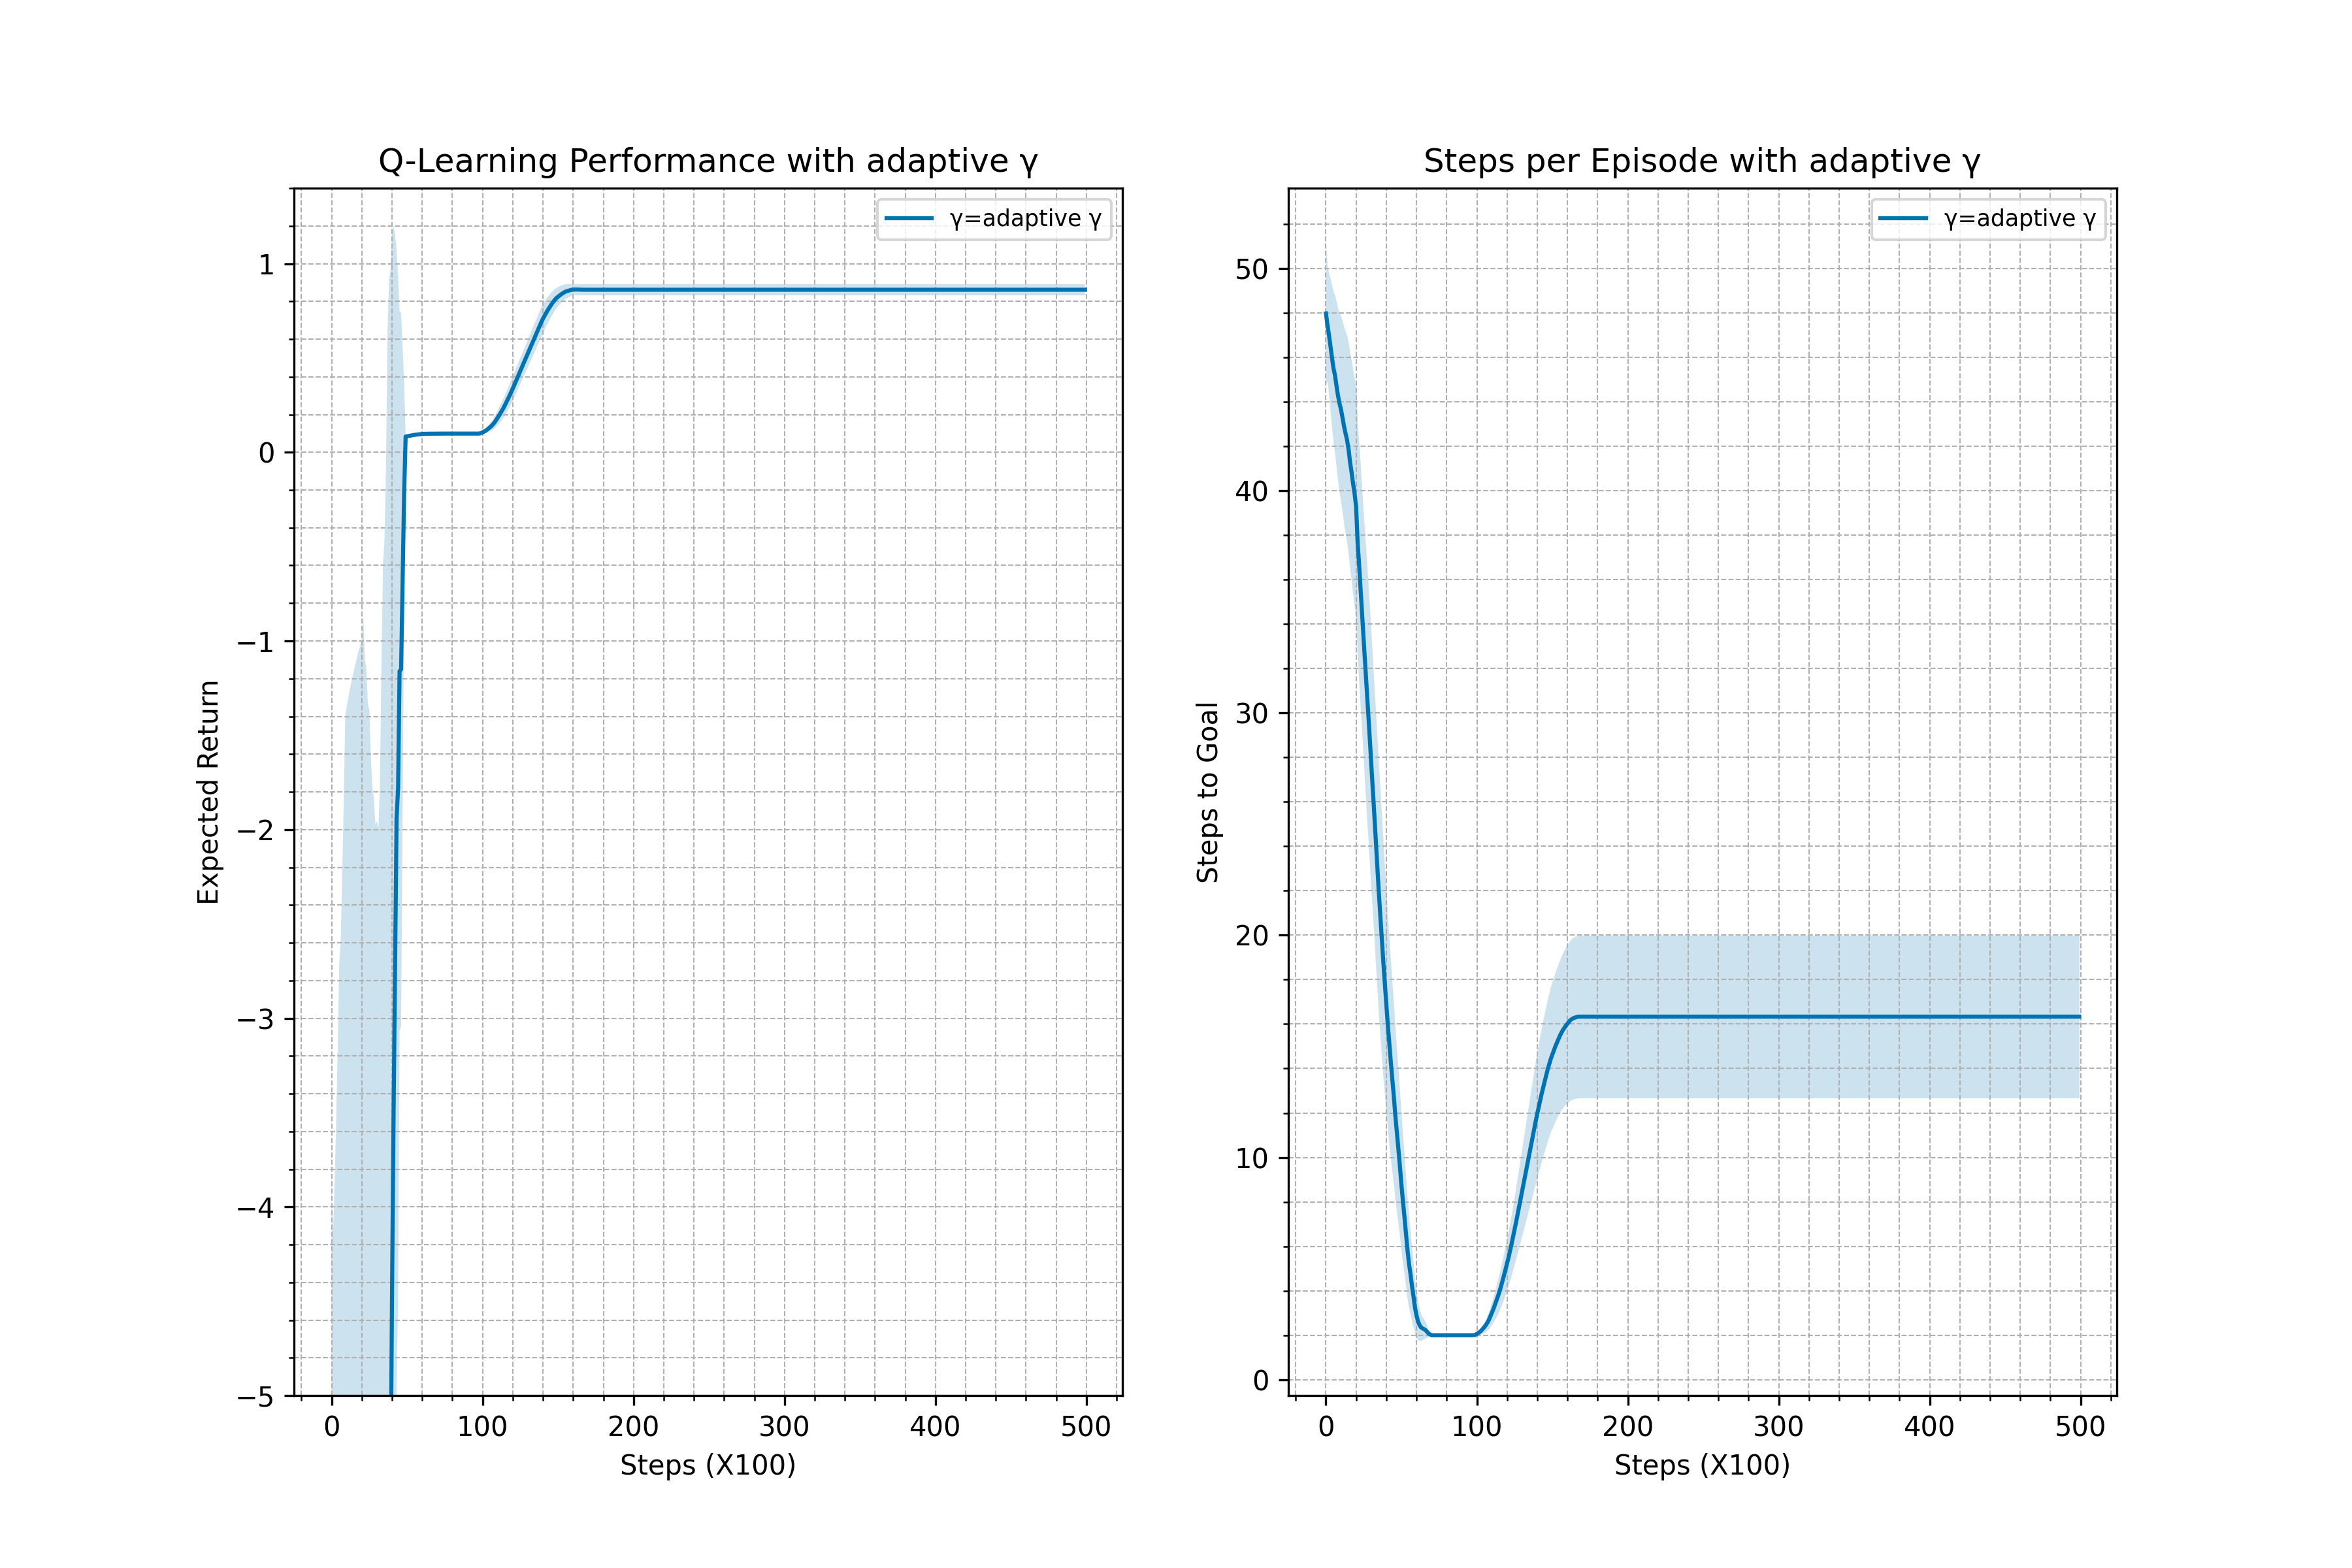 Q-Learning Performance with adaptive γ
γ=adaptive γ
1
0
−1
−2
−3
−4
−5
Expected Return
0 100 200 300 400 500
Steps (X100)
Steps per Episode with adaptive γ
γ=adaptive γ
50
40
30
20
10
0
Steps to Goal
0 100 200 300 400 500
Steps (X100)